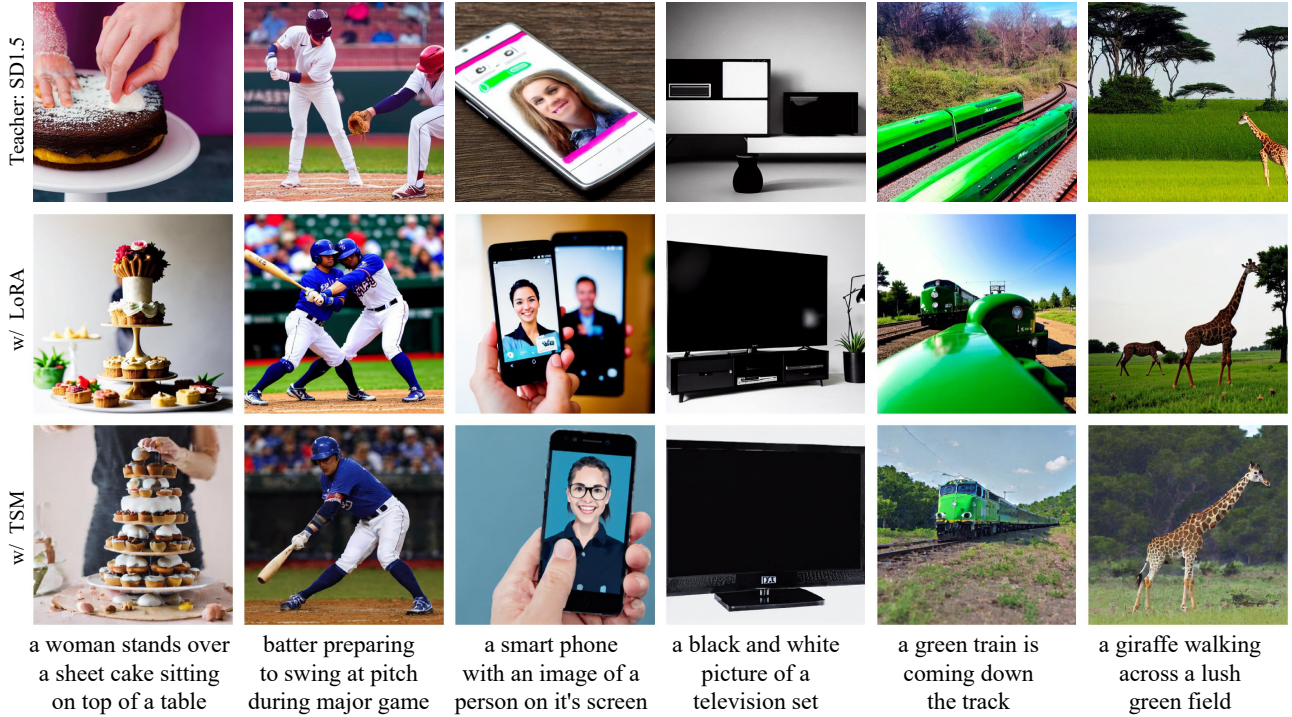 Teacher: SD1.5
w/ LoRA
w/ TSM
a woman stands over
a sheet cake sitting
on top of a table
batter preparing
to swing at pitch
during major game
a smart phone
with an image of a
person on it's screen
a black and white
picture of a
television set
a green train is
coming down
the track
a giraffe walking
across a lush
green field